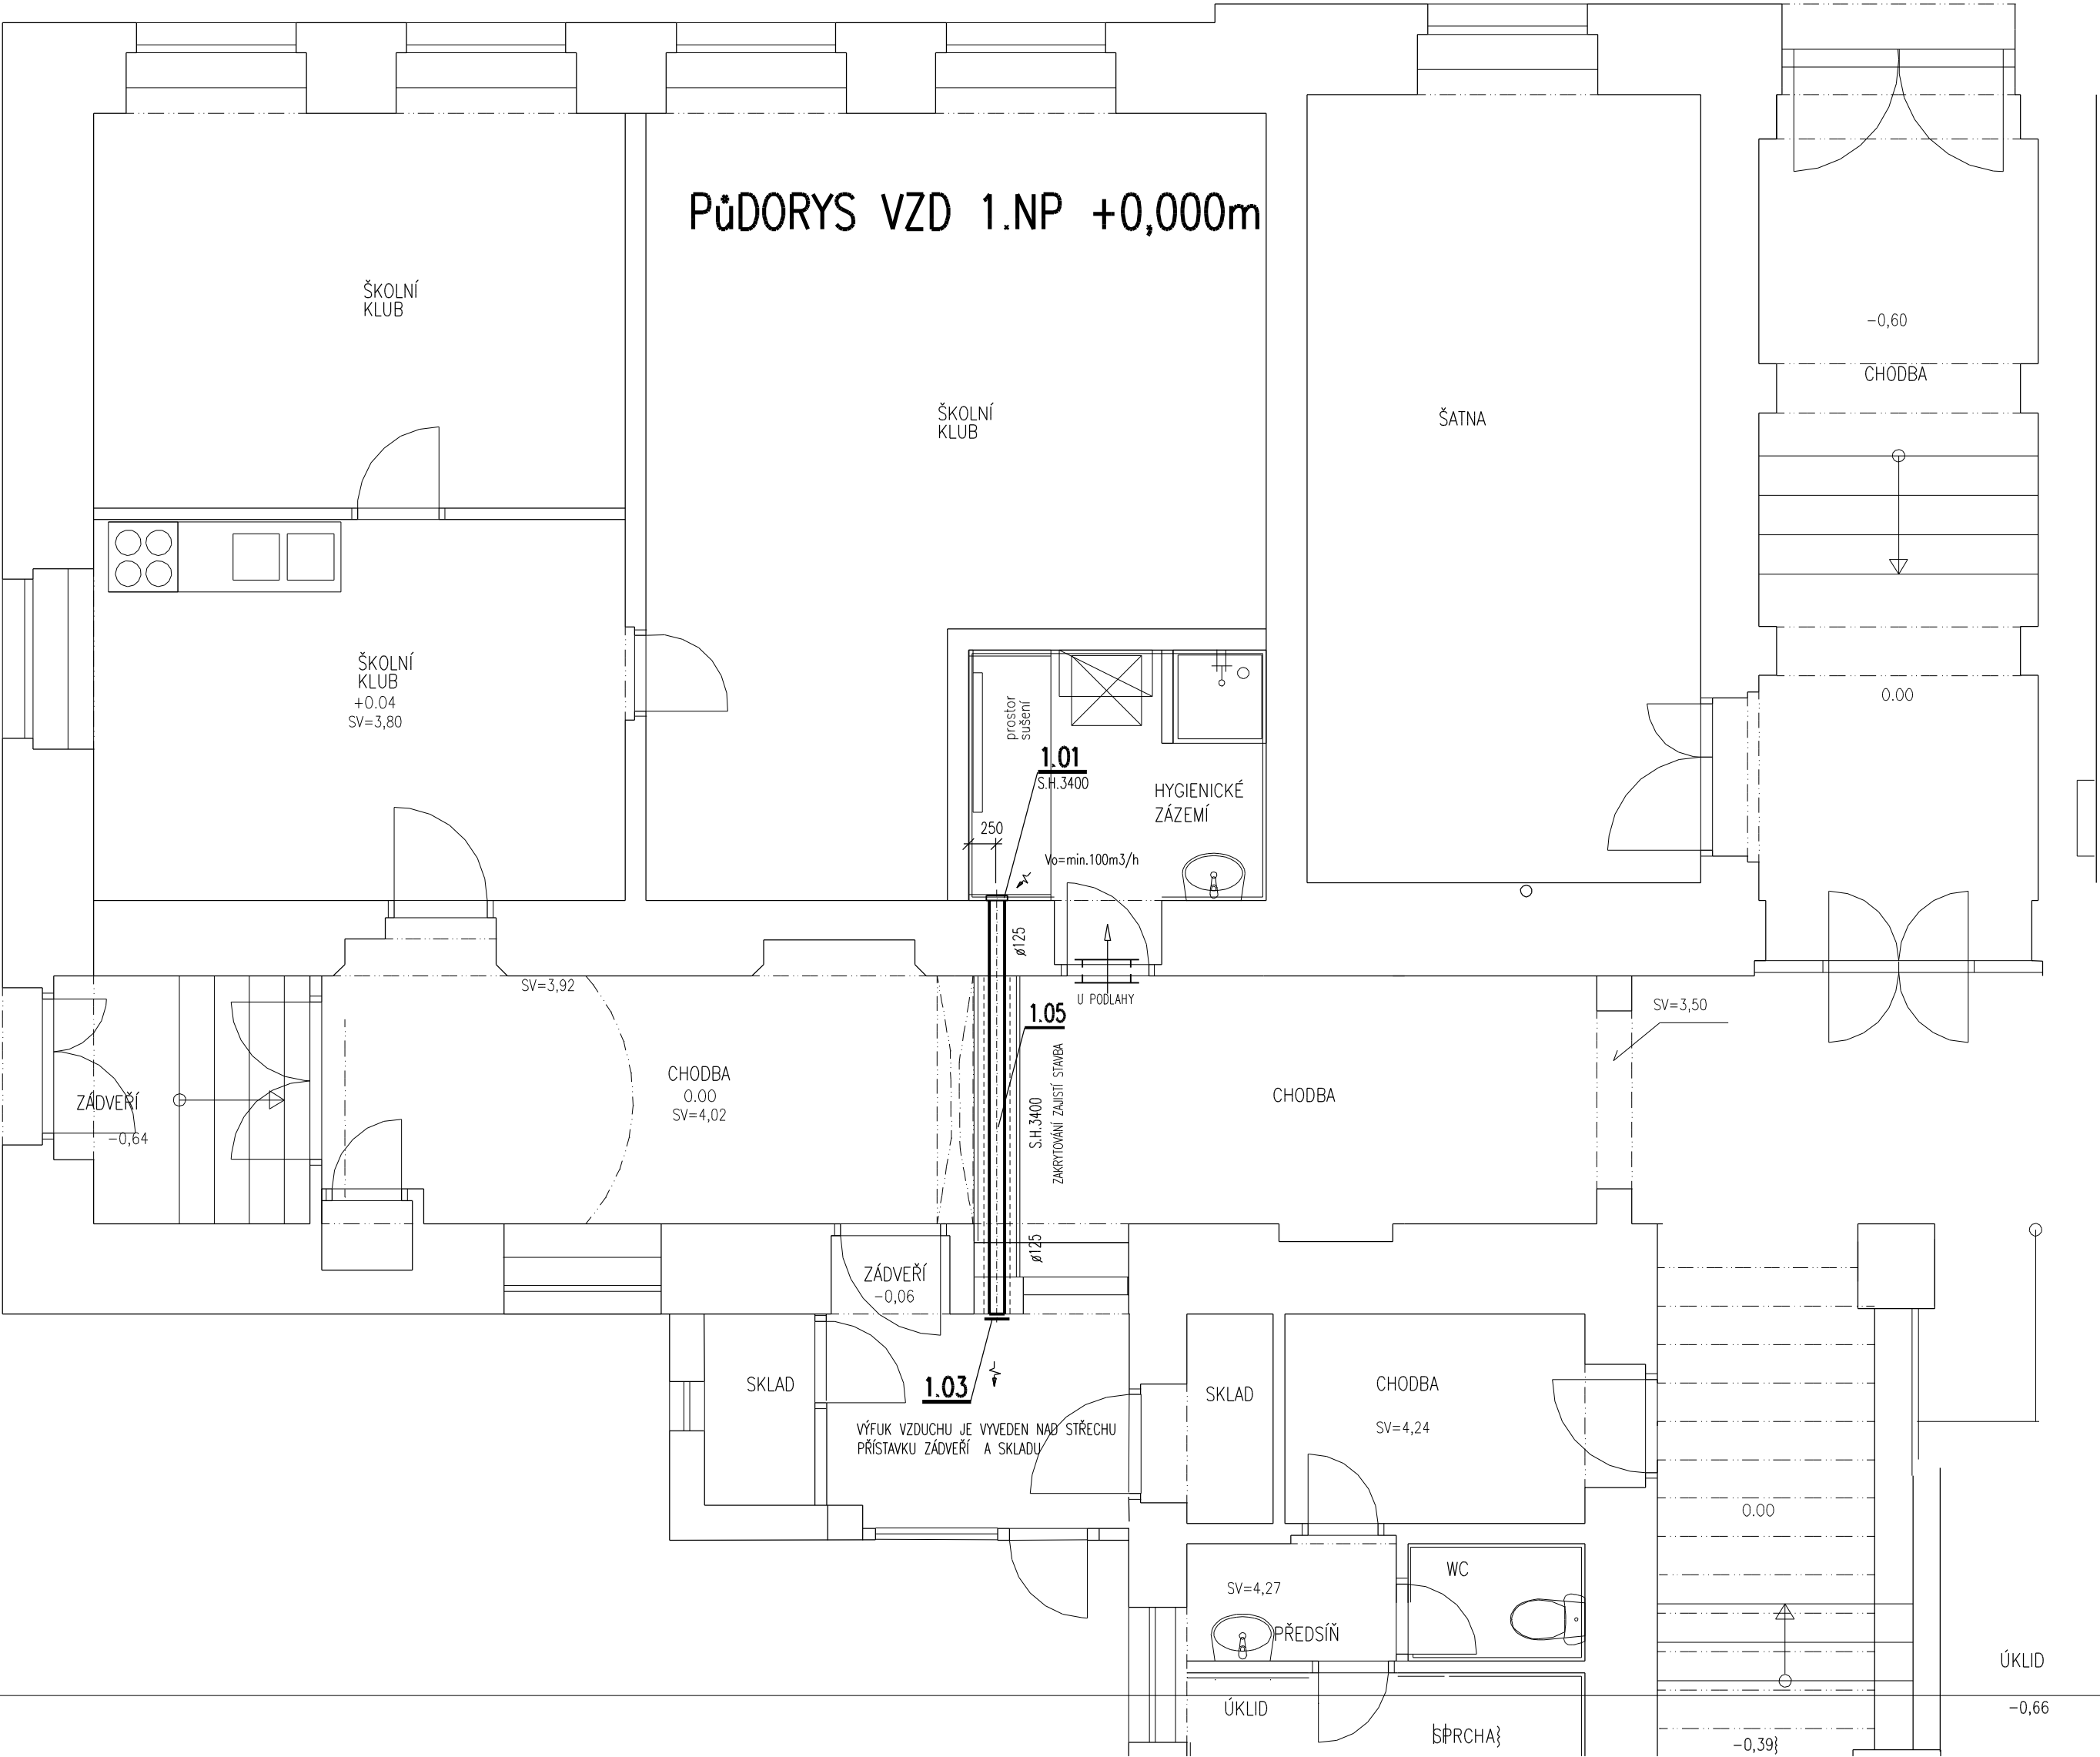 PůDORYS VZD 1.NP +0,000m
ŠKOLNÍ
KLUB
-0,60
CHODBA
ŠKOLNÍ
KLUB
ŠATNA
ŠKOLNÍ
KLUB
+0.04
SV=3,80
prostor
sušení
0.00
1.01
S.H.3400
HYGIENICKÉ
ZÁZEMÍ
250
Vo=min.100m3/h
ø125
SV=3,92
U PODLAHY
1.05
SV=3,50
CHODBA
0.00
SV=4,02
S.H.3400
ZAKRYTOVÁNÍ ZAJISTÍ STAVBA
CHODBA
ZÁDVEŘÍ
-0,64
ø125
ZÁDVEŘÍ
-0,06
SKLAD
1.03
SKLAD
CHODBA
SV=4,24
VÝFUK VZDUCHU JE VYVEDEN NAD STŘECHU
PŘÍSTAVKU ZÁDVEŘÍ A SKLADU
0.00
WC
SV=4,27
PŘEDSÍŇ
ÚKLID
ÚKLID
-0,66
SPRCHA
-0,39